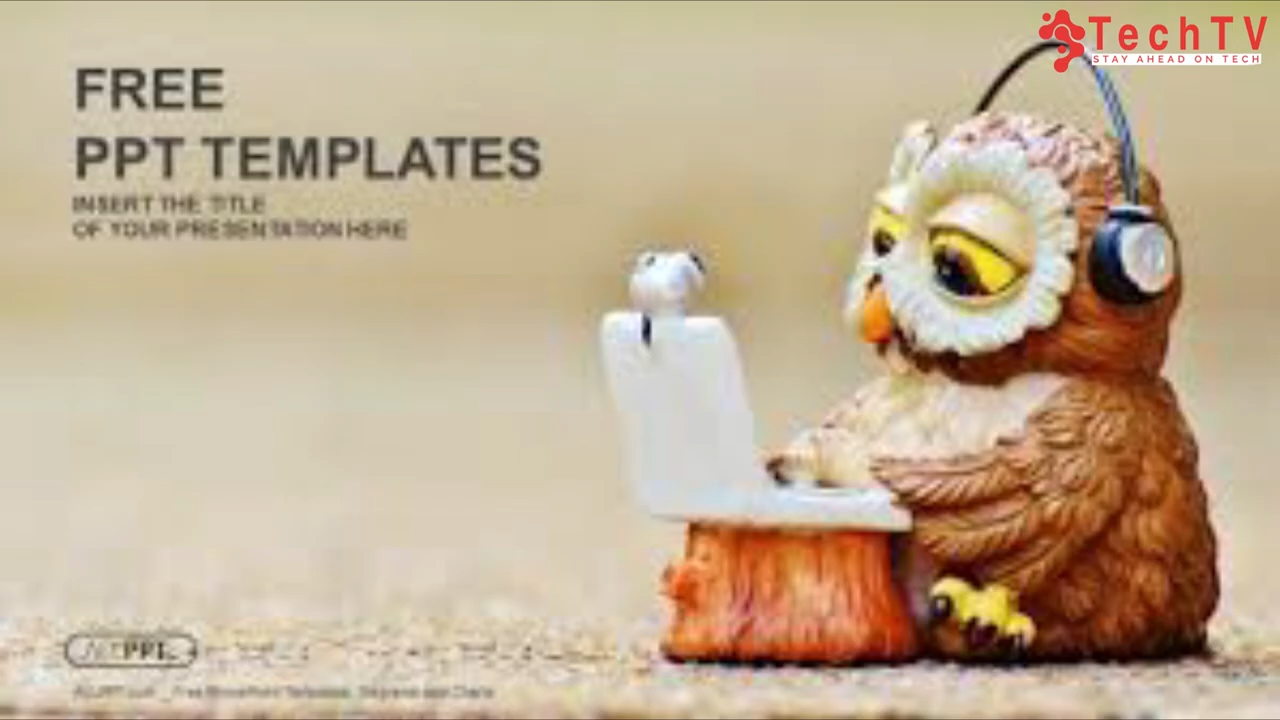 TechTV
STAY AHEAD ON TECH
FREE
PPT TEMPLATES
INSERT THE TITLE
OF YOUR PRESENTATION HERE